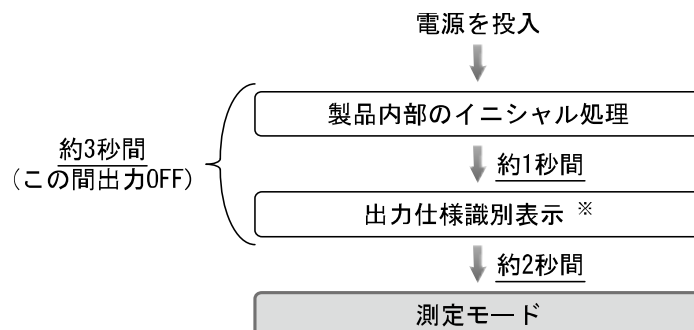 電源を投入
製品内部のイニシャル処理
約3秒間
(この間出力OFF)
約1秒間
出力仕様識別表示 ※
約2秒間
測定モード